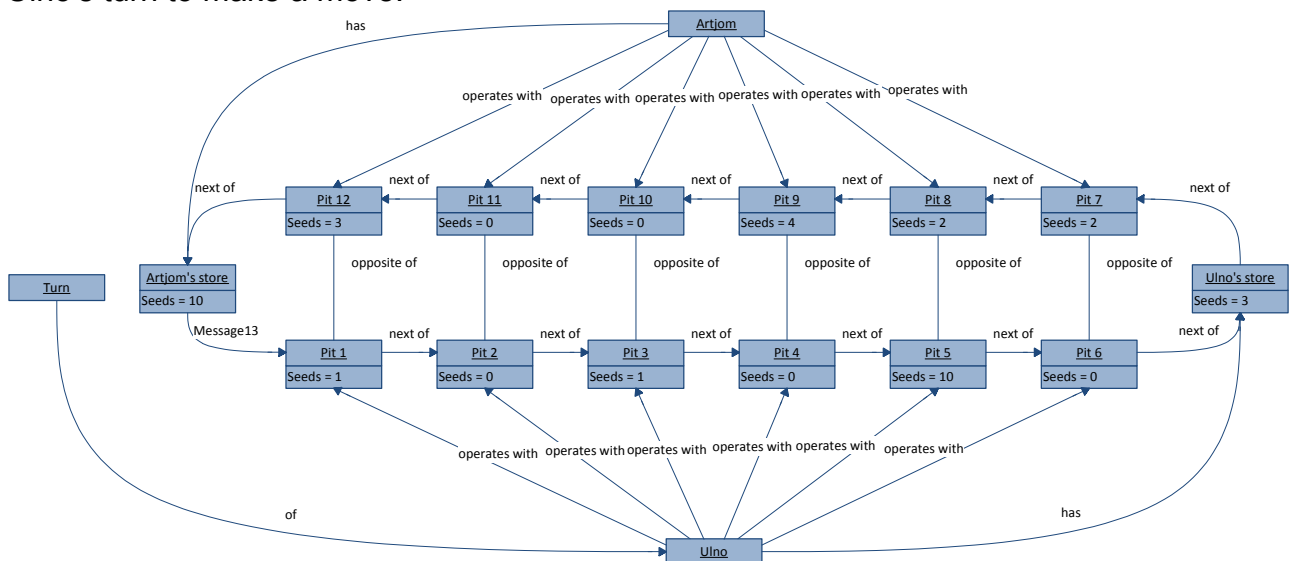 Ulno's turn to make a move.
Artjom
has
operates with operates with operates with operates with operates with operates with
next of next of next of next of next of next of next of
Pit 12 Pit 11 Pit 10 Pit 9 Pit 8 Pit 7
Seeds = 3 Seeds = 0 Seeds = 0 Seeds = 4 Seeds = 2 Seeds = 2
opposite of opposite of opposite of opposite of opposite of opposite of
Artjom's store
Seeds = 10
Turn
Ulno's store
Seeds = 3
Message13 next of next of next of next of next of next of
Pit 1 Pit 2 Pit 3 Pit 4 Pit 5 Pit 6
Seeds = 1 Seeds = 0 Seeds = 1 Seeds = 0 Seeds = 10 Seeds = 0
operates with operates with operates with operates with operates with operates with
of
has
Ulno